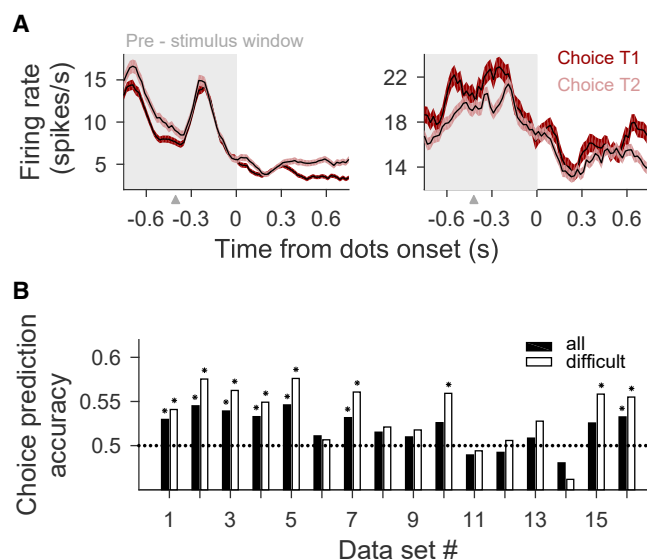 A
Pre - stimulus window
Firing rate
(spikes/s)
15
10
5
-0.6 -0.3 0 0.3 0.6
22
18
14
Choice T1
Choice T2
-0.6 -0.3 0 0.3 0.6
Time from dots onset (s)
B
Choice prediction
accuracy
0.6
0.55
0.5
all
difficult
* * * * * * * * * * * * * * * * *
1 3 5 7 9 11 13 15
Data set #